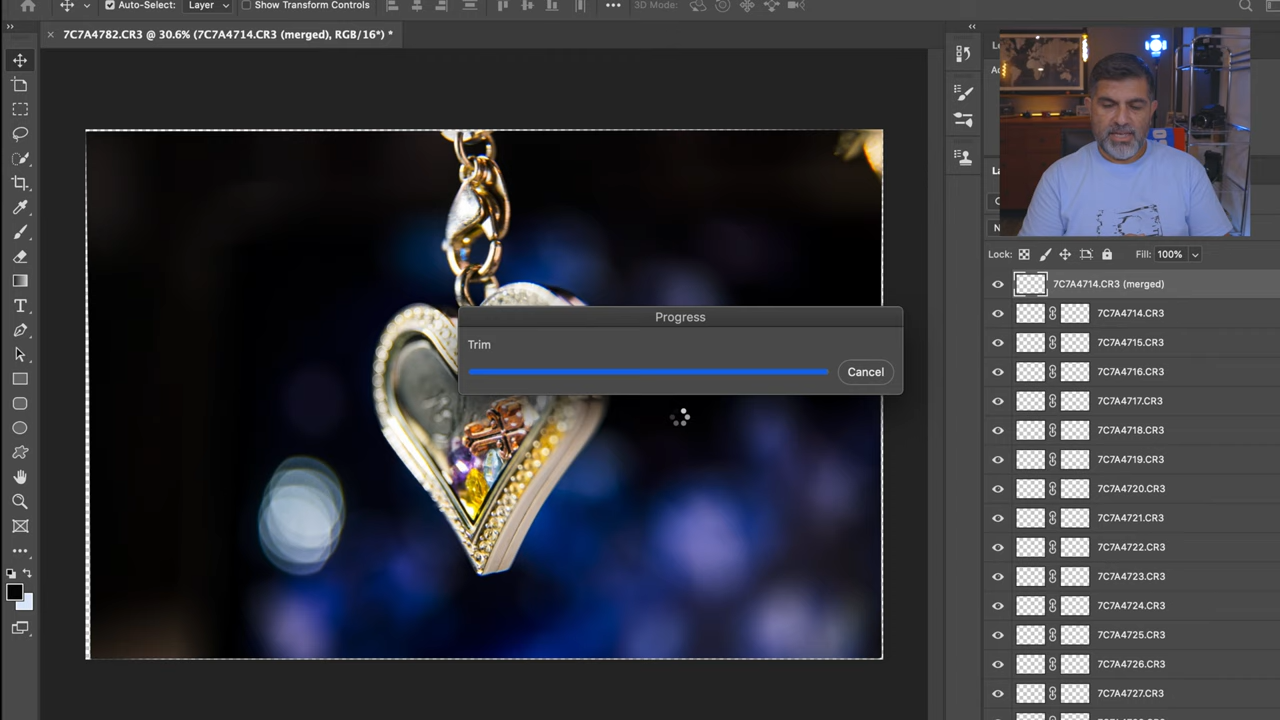 Auto-Select: Layer Show Transform Controls 3D Mode:
7C7A4782.CR3 @ 30.6% (7C7A4714.CR3 (merged), RGB/16*) *
Progress
Trim
Cancel
Lock: Fill: 100%
7C7A4714.CR3 (merged)
7C7A4714.CR3
7C7A4715.CR3
7C7A4716.CR3
7C7A4717.CR3
7C7A4718.CR3
7C7A4719.CR3
7C7A4720.CR3
7C7A4721.CR3
7C7A4722.CR3
7C7A4723.CR3
7C7A4724.CR3
7C7A4725.CR3
7C7A4726.CR3
7C7A4727.CR3